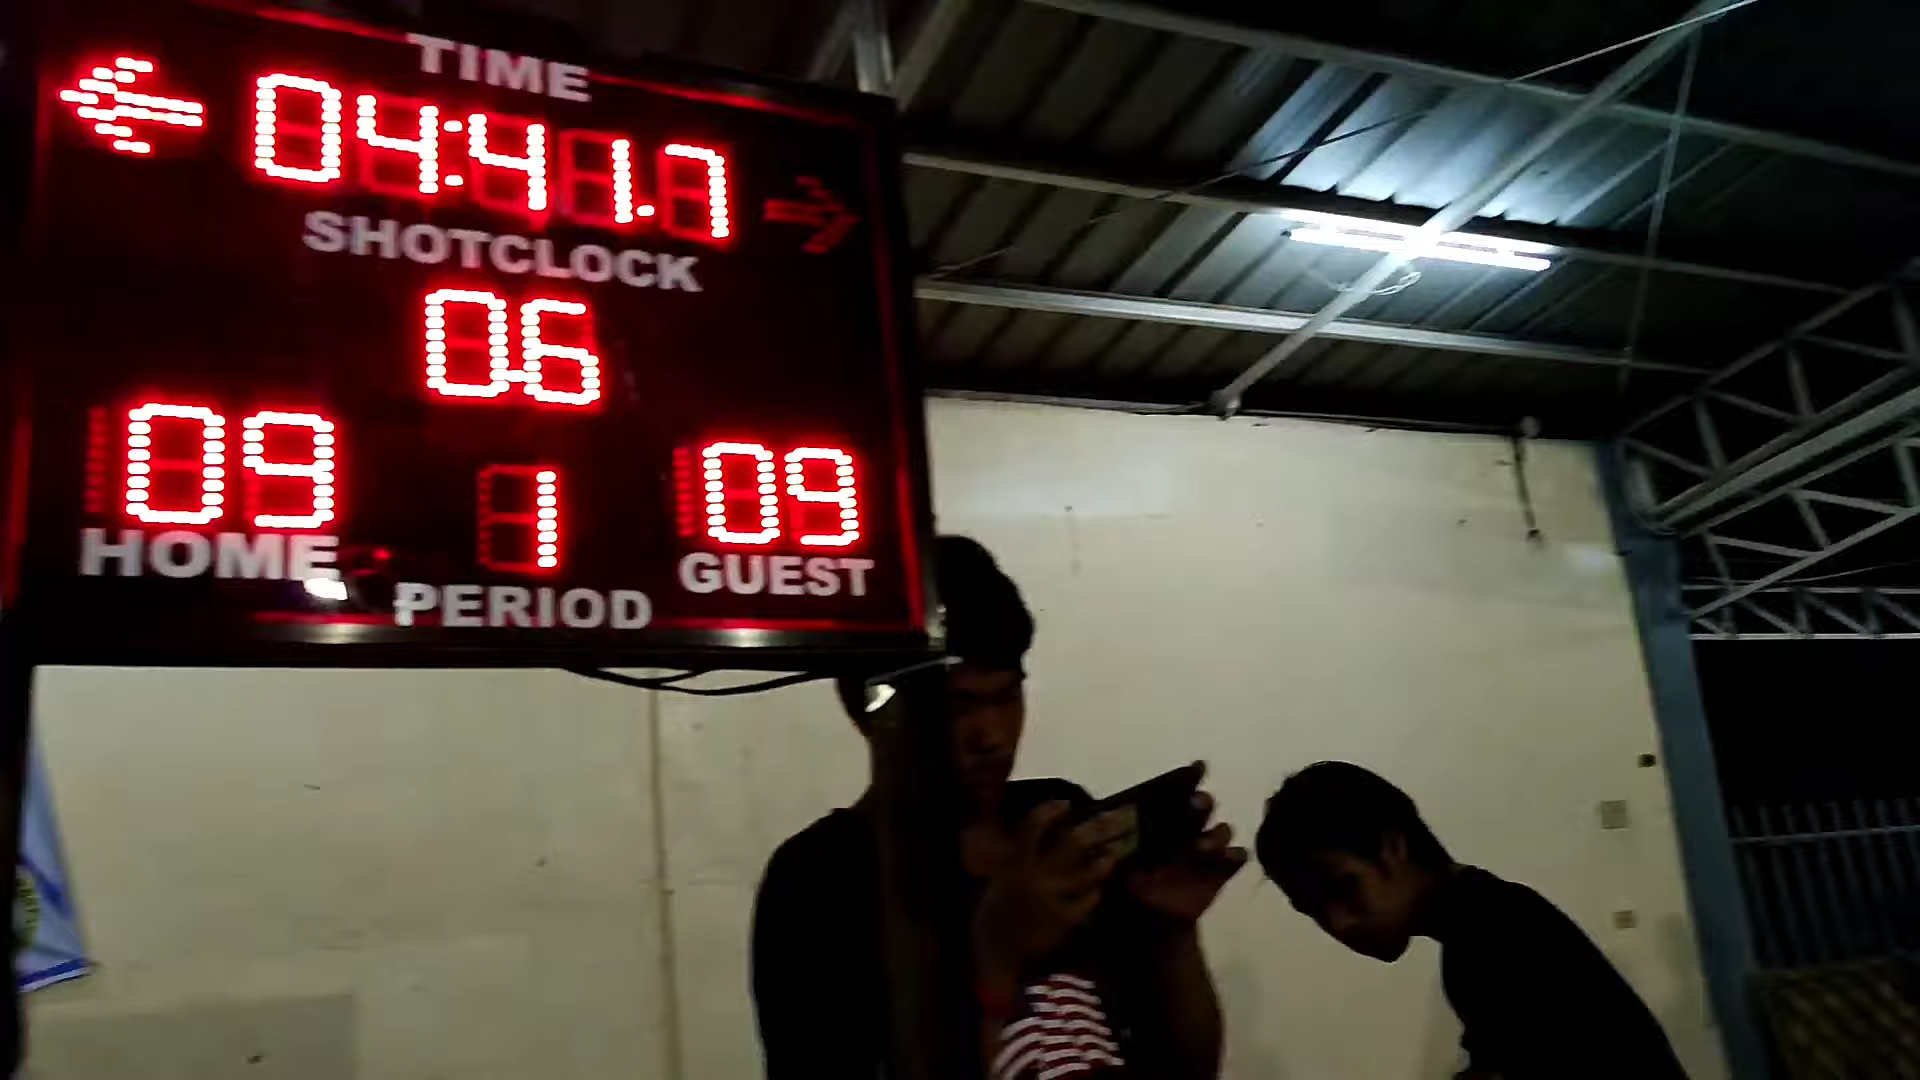 TIME
04:41.7
SHOTCLOCK
06
09 1 09
HOME PERIOD GUEST